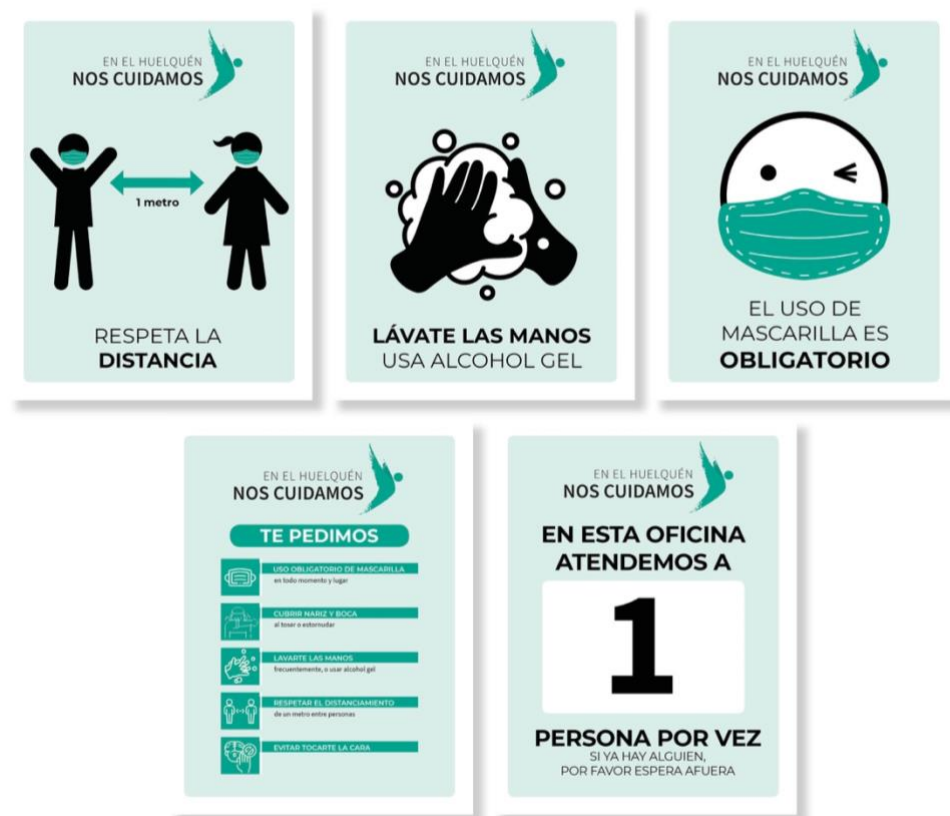 EN EL HUELQUÉN
NOS CUIDAMOS
1 metro
RESPETA LA
DISTANCIA
EN EL HUELQUÉN
NOS CUIDAMOS
LÁVATE LAS MANOS
USA ALCOHOL GEL
EN EL HUELQUÉN
NOS CUIDAMOS
EL USO DE
MASCARILLA ES
OBLIGATORIO
EN EL HUELQUÉN
NOS CUIDAMOS
TE PEDIMOS
USO OBLIGATORIO DE MASCARILLA
en todo momento y lugar
CUBRIR NARIZ Y BOCA
al toser o estornudar
LAVARTE LAS MANOS
frecuentemente, o usar alcohol gel
RESPETAR EL DISTANCIAMIENTO
de un metro entre personas
EVITAR TOCARTE LA CARA
EN EL HUELQUÉN
NOS CUIDAMOS
EN ESTA OFICINA
ATENDEMOS A
1
PERSONA POR VEZ
SI YA HAY ALGUIEN,
POR FAVOR ESPERA AFUERA